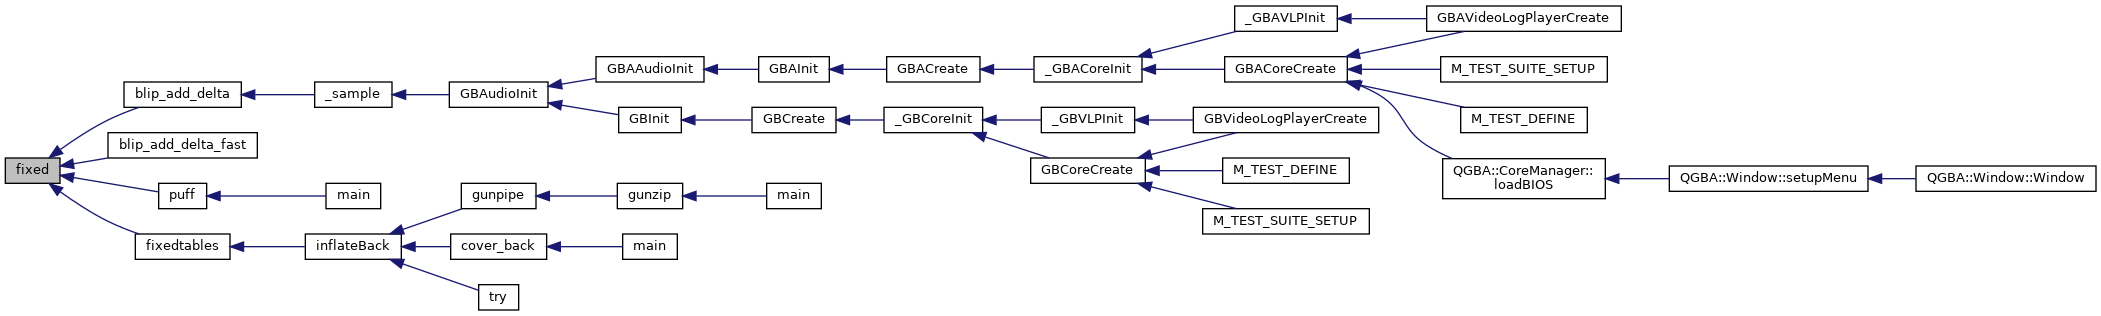 _GBAVLPInit
GBAVideoLogPlayerCreate
GBAAudioInit
GBAInit
GBACreate
_GBACoreInit
GBACoreCreate
M_TEST_SUITE_SETUP
blip_add_delta
_sample
GBAudioInit
GBInit
GBCreate
_GBCoreInit
_GBVLPInit
GBVideoLogPlayerCreate
M_TEST_DEFINE
blip_add_delta_fast
fixed
GBCoreCreate
M_TEST_DEFINE
QGBA::CoreManager::
loadBIOS
QGBA::Window::setupMenu
QGBA::Window::Window
puff
main
gunpipe
gunzip
main
M_TEST_SUITE_SETUP
fixedtables
inflateBack
cover_back
main
try